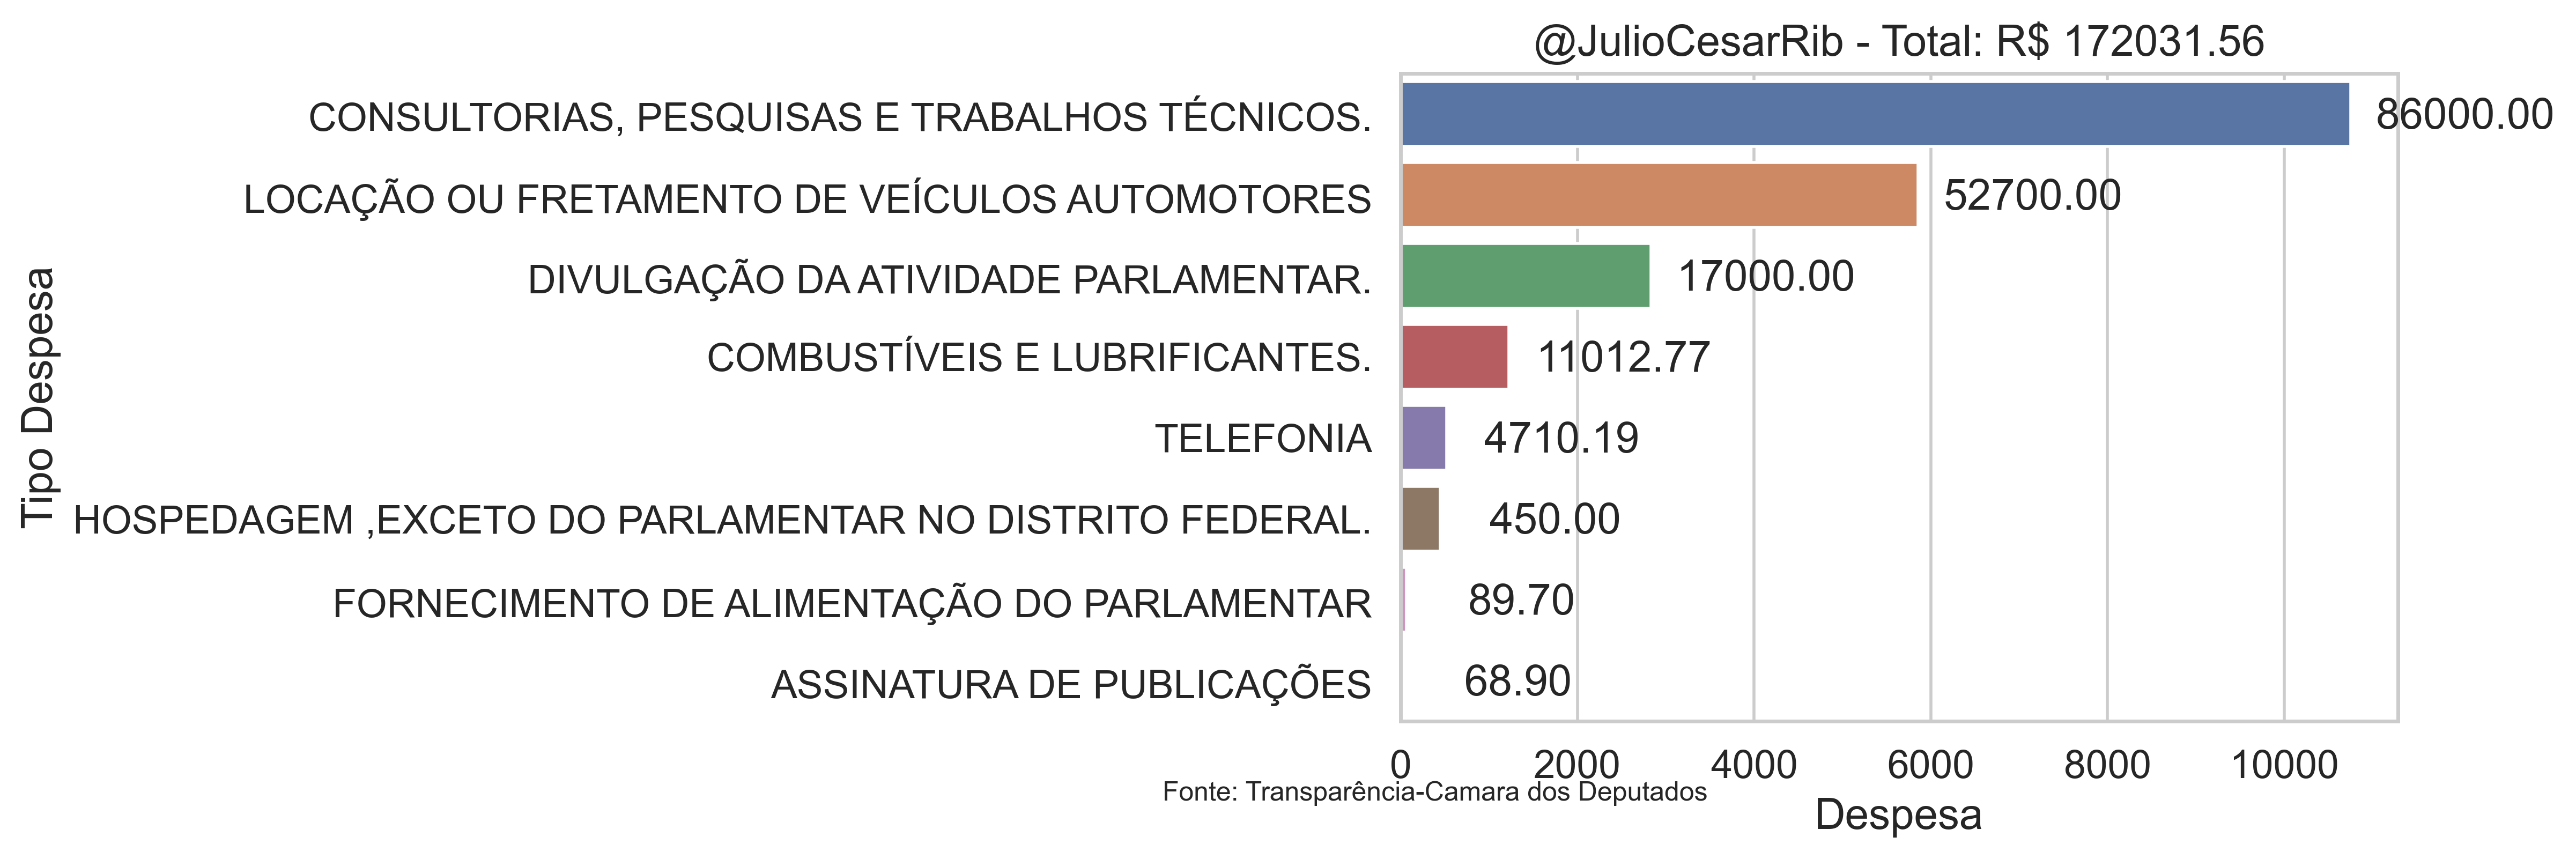 @JulioCesarRib - Total: R$ 172031.56
CONSULTORIAS, PESQUISAS E TRABALHOS TÉCNICOS.
86000.00
LOCAÇÃO OU FRETAMENTO DE VEÍCULOS AUTOMOTORES
52700.00
DIVULGAÇÃO DA ATIVIDADE PARLAMENTAR.
17000.00
COMBUSTÍVEIS E LUBRIFICANTES.
11012.77
TELEFONIA
4710.19
HOSPEDAGEM ,EXCETO DO PARLAMENTAR NO DISTRITO FEDERAL.
450.00
FORNECIMENTO DE ALIMENTAÇÃO DO PARLAMENTAR
89.70
ASSINATURA DE PUBLICAÇÕES
68.90
Tipo Despesa
0 2000 4000 6000 8000 10000
Fonte: Transparência-Camara dos Deputados
Despesa